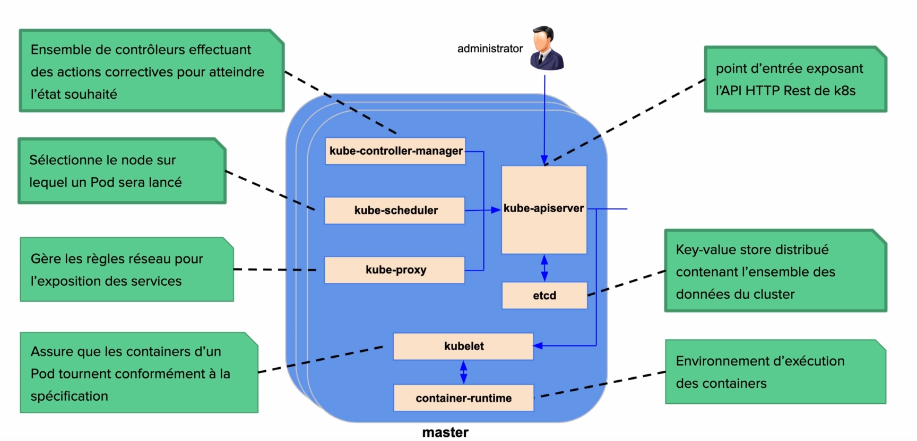 Ensemble de contrôleurs effectuant
des actions correctives pour atteindre
l'état souhaité
administrator
point d'entrée exposant
l'API HTTP Rest de k8s
kube-controller-manager
Sélectionne le node sur
lequel un Pod sera lancé
kube-scheduler
kube-apiserver
Gère les règles réseau pour
l'exposition des services
kube-proxy
etcd
Key-value store distribué
contenant l'ensemble des
données du cluster
Assure que les containers d'un
Pod tournent conformément à la
spécification
kubelet
container-runtime
Environnement d'exécution
des containers
master